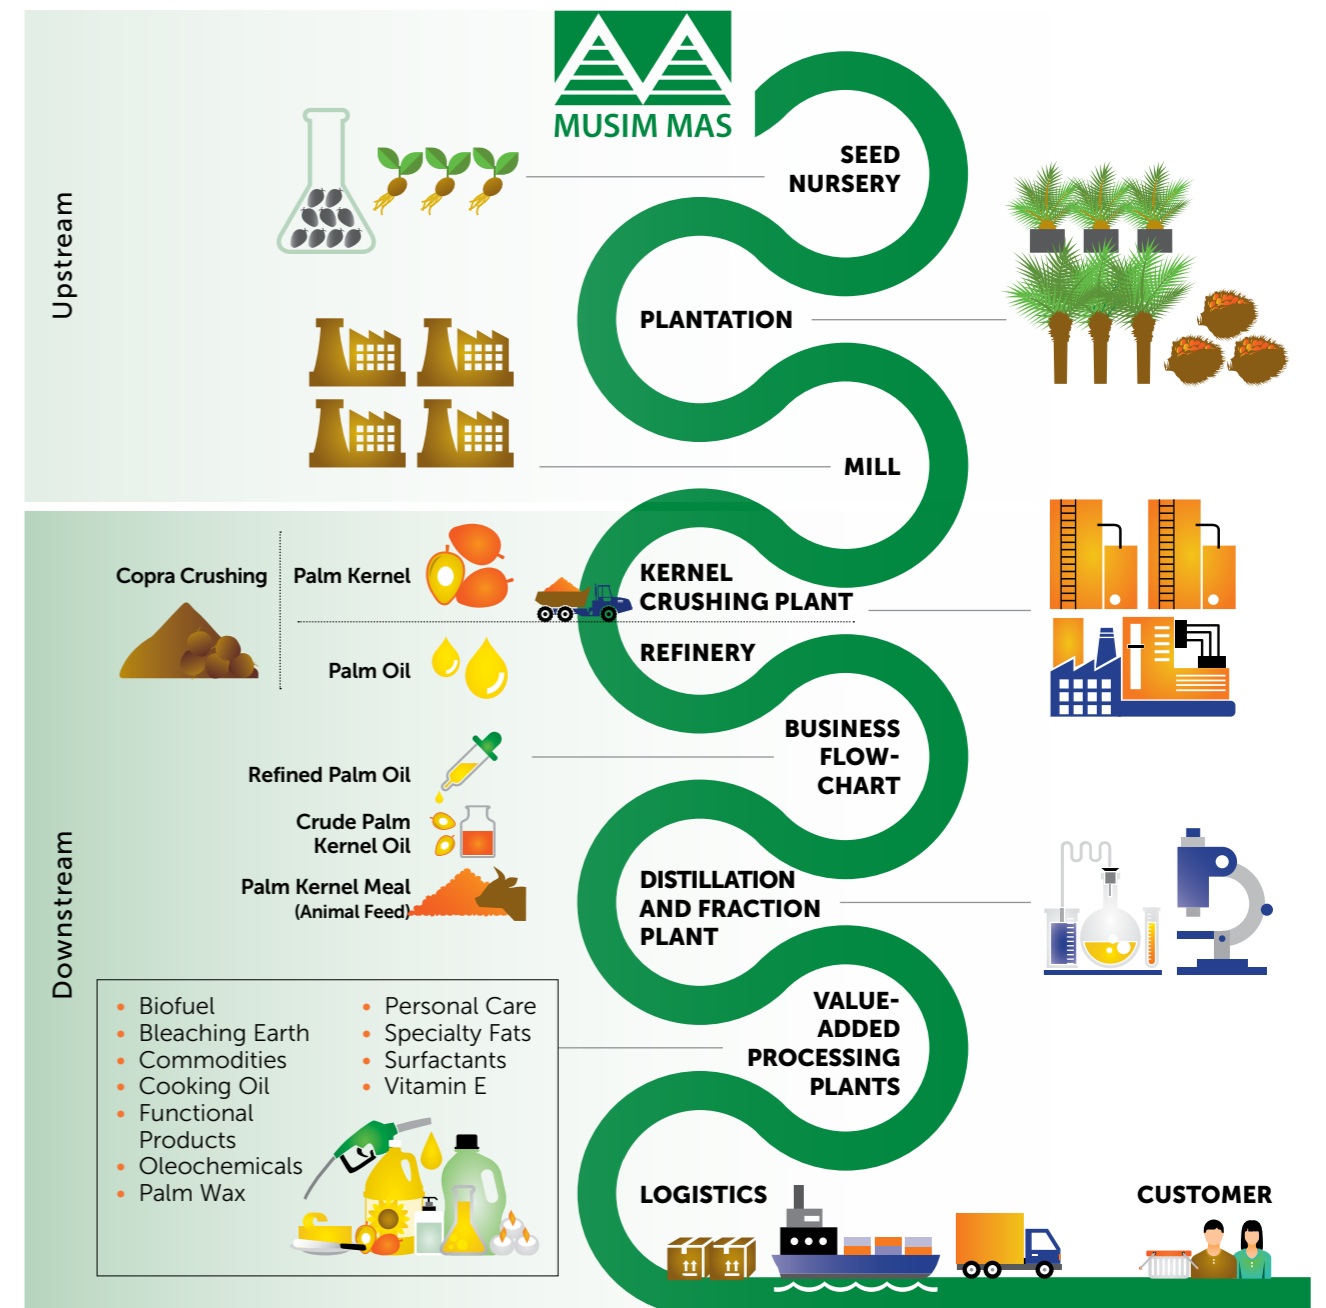 MUSIM MAS
Upstream
SEED
NURSERY
PLANTATION
MILL
Downstream
Copra Crushing
Palm Kernel
KERNEL
CRUSHING PLANT
Palm Oil
REFINERY
BUSINESS
FLOW-
CHART
Refined Palm Oil
Crude Palm
Kernel Oil
Palm Kernel Meal
(Animal Feed)
DISTILLATION
AND FRACTION
PLANT
• Biofuel
• Bleaching Earth
• Commodities
• Cooking Oil
• Functional
Products
• Oleochemicals
• Palm Wax
• Personal Care
• Specialty Fats
• Surfactants
• Vitamin E
VALUE-
ADDED
PROCESSING
PLANTS
LOGISTICS
CUSTOMER